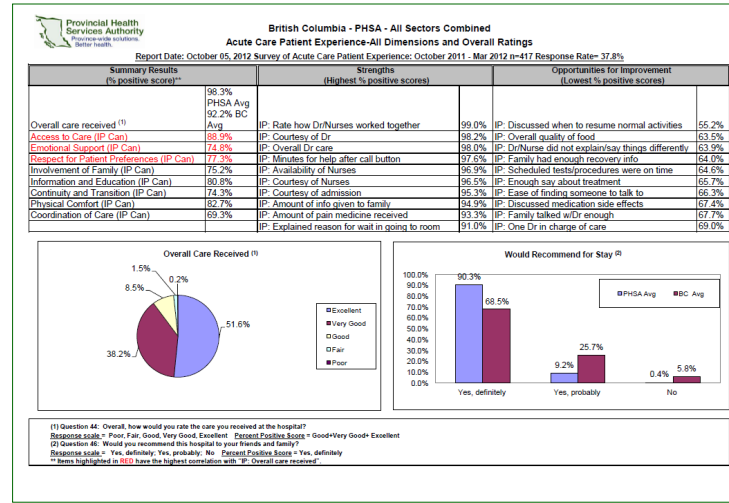 Provincial Health
Services Authority
Province-wide solutions.
Better health.
British Columbia - PHSA - All Sectors Combined
Acute Care Patient Experience-All Dimensions and Overall Ratings
Report Date: October 05, 2012 Survey of Acute Care Patient Experience: October 2011 - Mar 2012 n=417 Response Rate= 37.8%
Summary Results
(% positive score)**
Strengths
(Highest % positive scores)
Opportunities for Improvement
(Lowest % positive scores)
98.3%
PHSA Avg
92.2% BC
Overall care received (1) Avg IP: Rate how Dr/Nurses worked together 99.0% IP: Discussed when to resume normal activities 55.2%
Access to Care (IP Can) 88.9% IP: Courtesy of Dr 98.2% IP: Overall quality of food 63.5%
Emotional Support (IP Can) 74.8% IP: Overall Dr care 98.0% IP: Dr/Nurse did not explain/say things differently 63.9%
Respect for Patient Preferences (IP Can) 77.3% IP: Minutes for help after call button 97.6% IP: Family had enough recovery info 64.0%
Involvement of Family (IP Can) 75.2% IP: Availability of Nurses 96.9% IP: Scheduled tests/procedures were on time 64.6%
Information and Education (IP Can) 80.8% IP: Courtesy of Nurses 96.5% IP: Enough say about treatment 65.7%
Continuity and Transition (IP Can) 74.3% IP: Courtesy of admission 95.3% IP: Ease of finding someone to talk to 66.3%
Physical Comfort (IP Can) 82.7% IP: Amount of info given to family 94.9% IP: Discussed medication side effects 67.4%
Coordination of Care (IP Can) 69.3% IP: Amount of pain medicine received 93.3% IP: Family talked w/Dr enough 67.7%
IP: Explained reason for wait in going to room 91.0% IP: One Dr in charge of care 69.0%
Overall Care Received (1)
1.5%
0.2%
8.5%
51.6%
38.2%
Excellent
Very Good
Good
Fair
Poor
Would Recommend for Stay (2)
100.0%
90.0%
80.0%
70.0%
60.0%
50.0%
40.0%
30.0%
20.0%
10.0%
0.0%
90.3%
68.5%
9.2%
25.7%
0.4%
5.8%
PHSA Avg
BC Avg
Yes, definitely
Yes, probably
No
(1) Question 44: Overall, how would you rate the care you received at the hospital?
Response scale = Poor, Fair, Good, Very Good, Excellent Percent Positive Score = Good+Very Good+ Excellent
(2) Question 46: Would you recommend this hospital to your friends and family?
Response scale = Yes, definitely; Yes, probably; No Percent Positive Score = Yes, definitely
** Items highlighted in RED have the highest correlation with "IP: Overall care received".